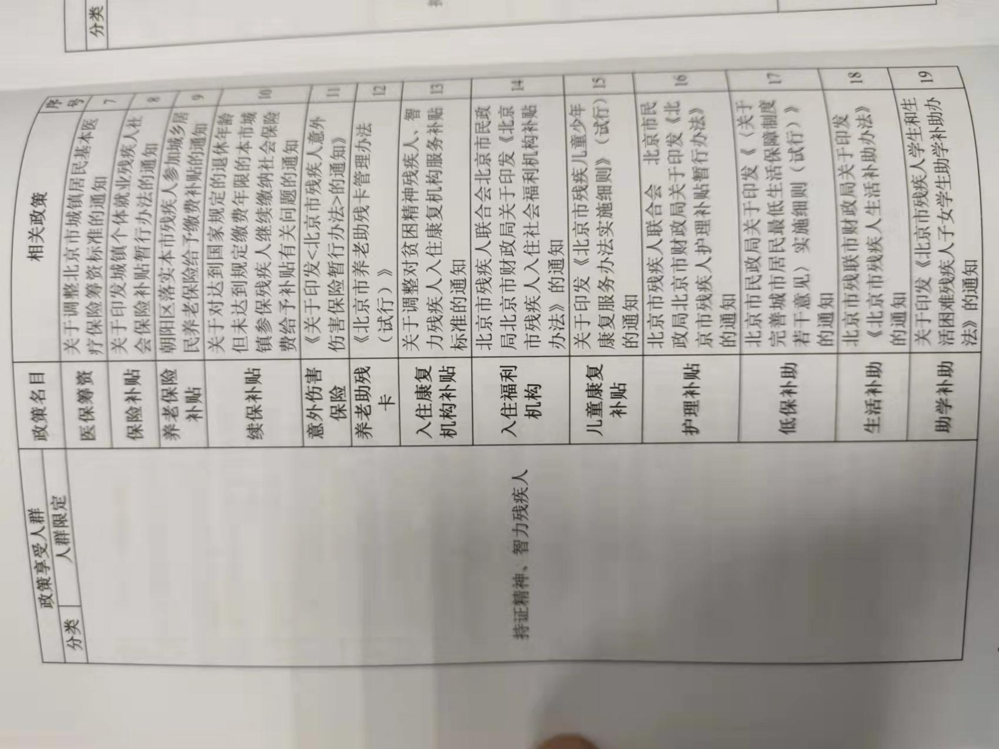 分类
政策享受人群 政策名目 相关政策 序号
分类 人群限定
持证精神、智力残疾人
医保筹资 关于调整北京市城镇居民基本医 7
疗保险筹资标准的通知
保险补贴 关于印发城镇个体就业残疾人社 8
会保险补贴暂行办法的通知
养老保险 朝阳区落实本市残疾人参加城乡居 9
补贴 民养老保险给予缴费补贴的通知
续保补贴 关于对达到国家规定的退休年龄 10
但未达到规定缴费年限的本市城
镇参保残疾人继续缴纳社会保险
费给予补贴有关问题的通知
意外伤害 《关于印发<北京市残疾人意外 11
保险 伤害保险暂行办法>的通知》
养老助残 《北京市养老助残卡管理办法 12
卡 （试行）》
入住康复 关于调整对贫困精神残疾人、智 13
机构补贴 力残疾人入住康复机构服务补贴
标准的通知
入住福利 北京市残疾人联合会北京市民政 14
机构 局北京市财政局关于印发《北京
市残疾人入住社会福利机构补贴
办法》的通知
儿童康复 关于印发《北京市残疾儿童少年 15
补贴 康复服务办法实施细则》（试行）
的通知
护理补贴 北京市残疾人联合会 北京市民 16
政局北京市财政局关于印发《北
京市残疾人护理补贴暂行办法》
的通知
低保补助 北京市民政局关于印发《〈关于 17
完善城市居民最低生活保障制度
若干意见〉实施细则（试行）》
的通知
生活补助 北京市残联市财政局关于印发 18
《北京市残疾人生活补助办法》
的通知
助学补助 关于印发《北京市残疾人学生和生 19
活困难残疾人子女学生助学补助办
法》的通知